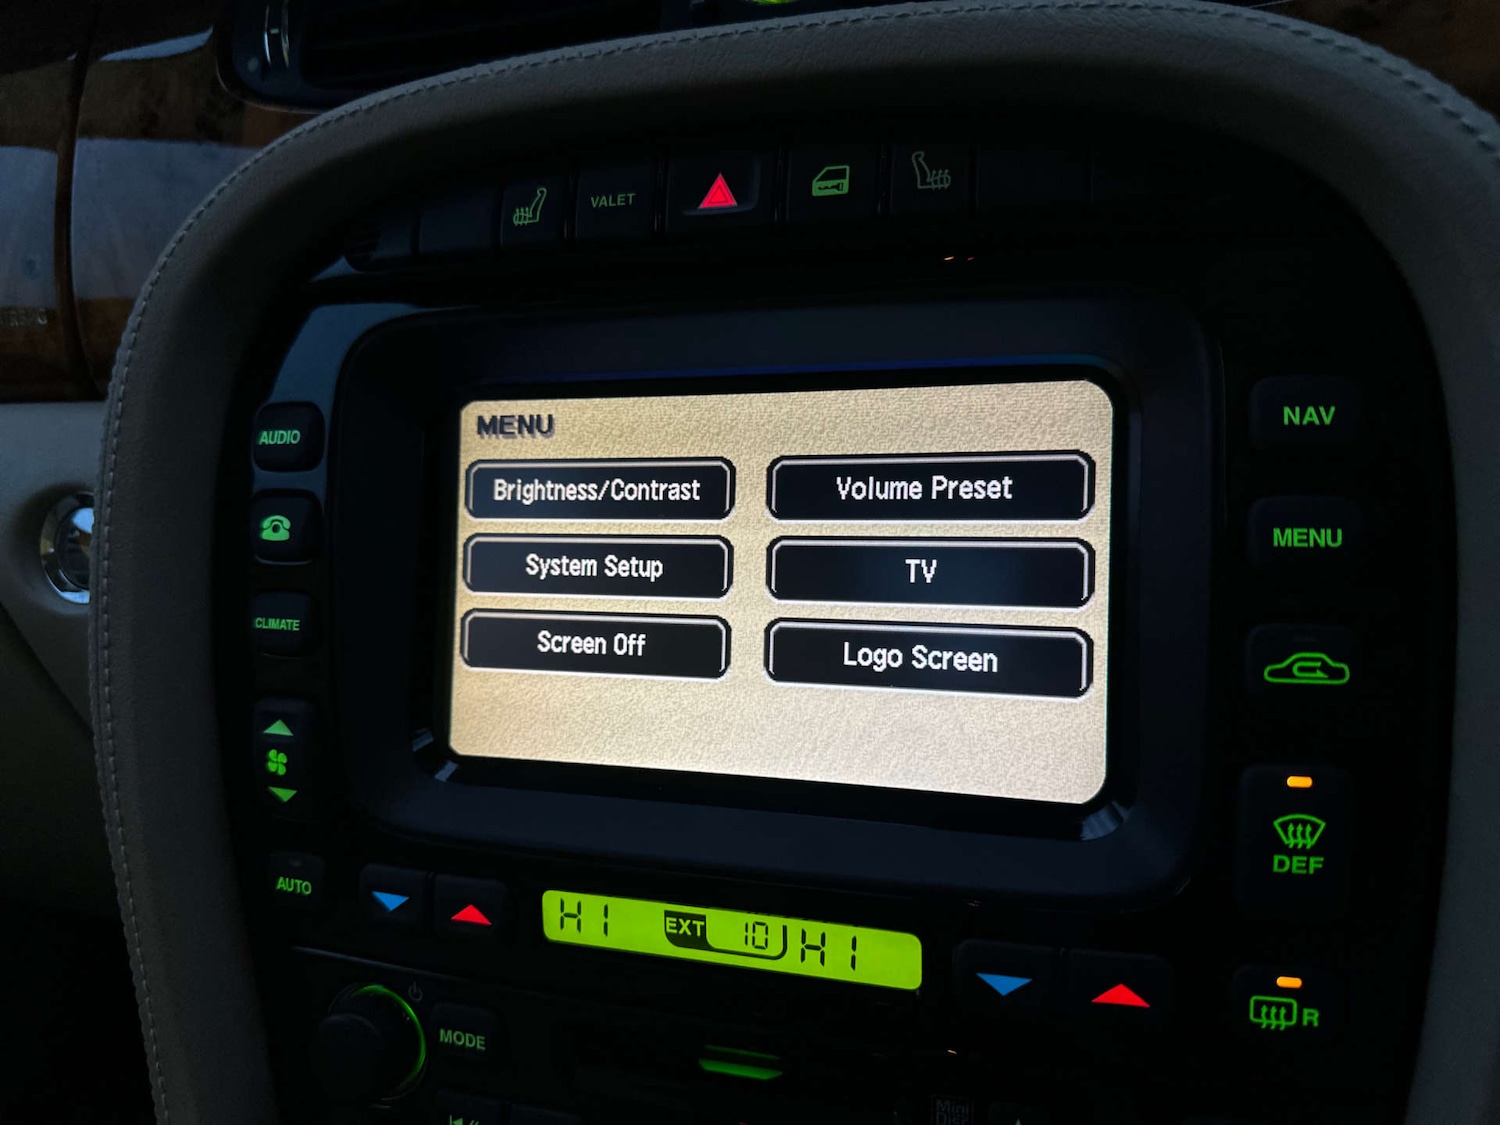 VALET
AUDIO
NAV
MENU
Brightness/Contrast
Volume Preset
MENU
System Setup
TV
CLIMATE
Screen Off
Logo Screen
DEF
AUTO
HI
EXT
10
HI
R
MODE
Mini